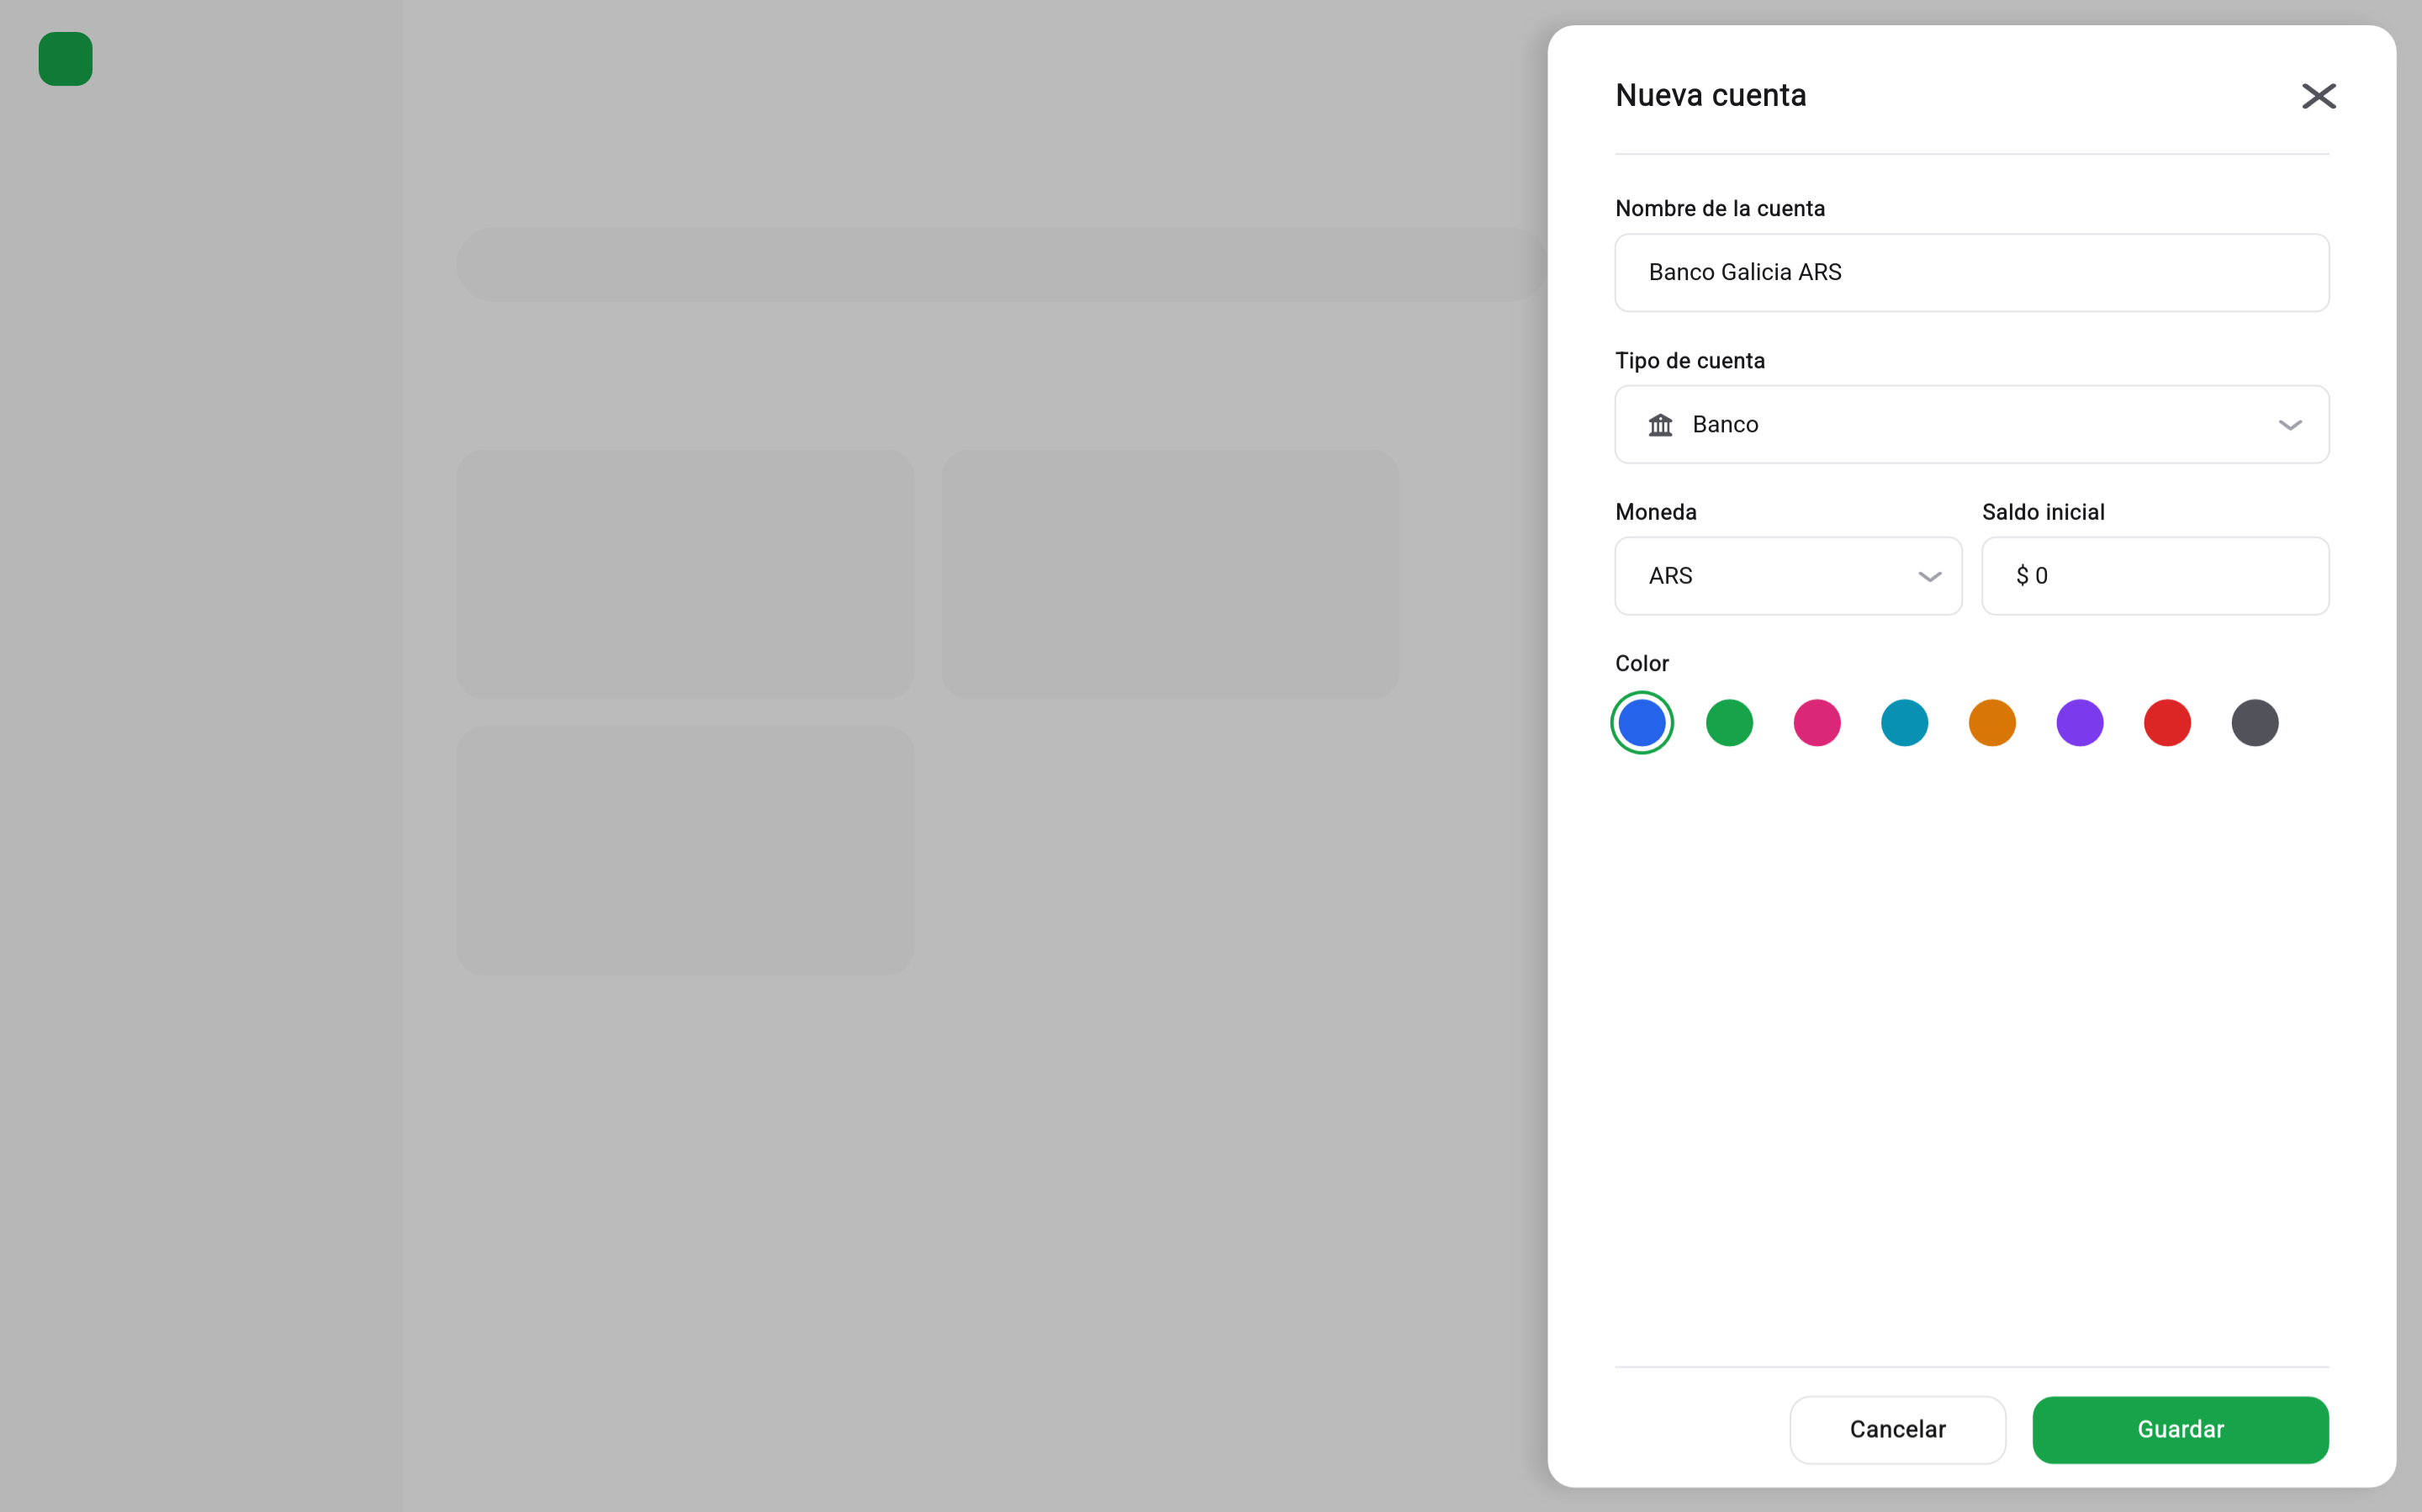 Nueva cuenta
Nombre de la cuenta
Banco Galicia ARS
Tipo de cuenta
Banco
Moneda
Saldo inicial
ARS
$ 0
Color
Cancelar
Guardar